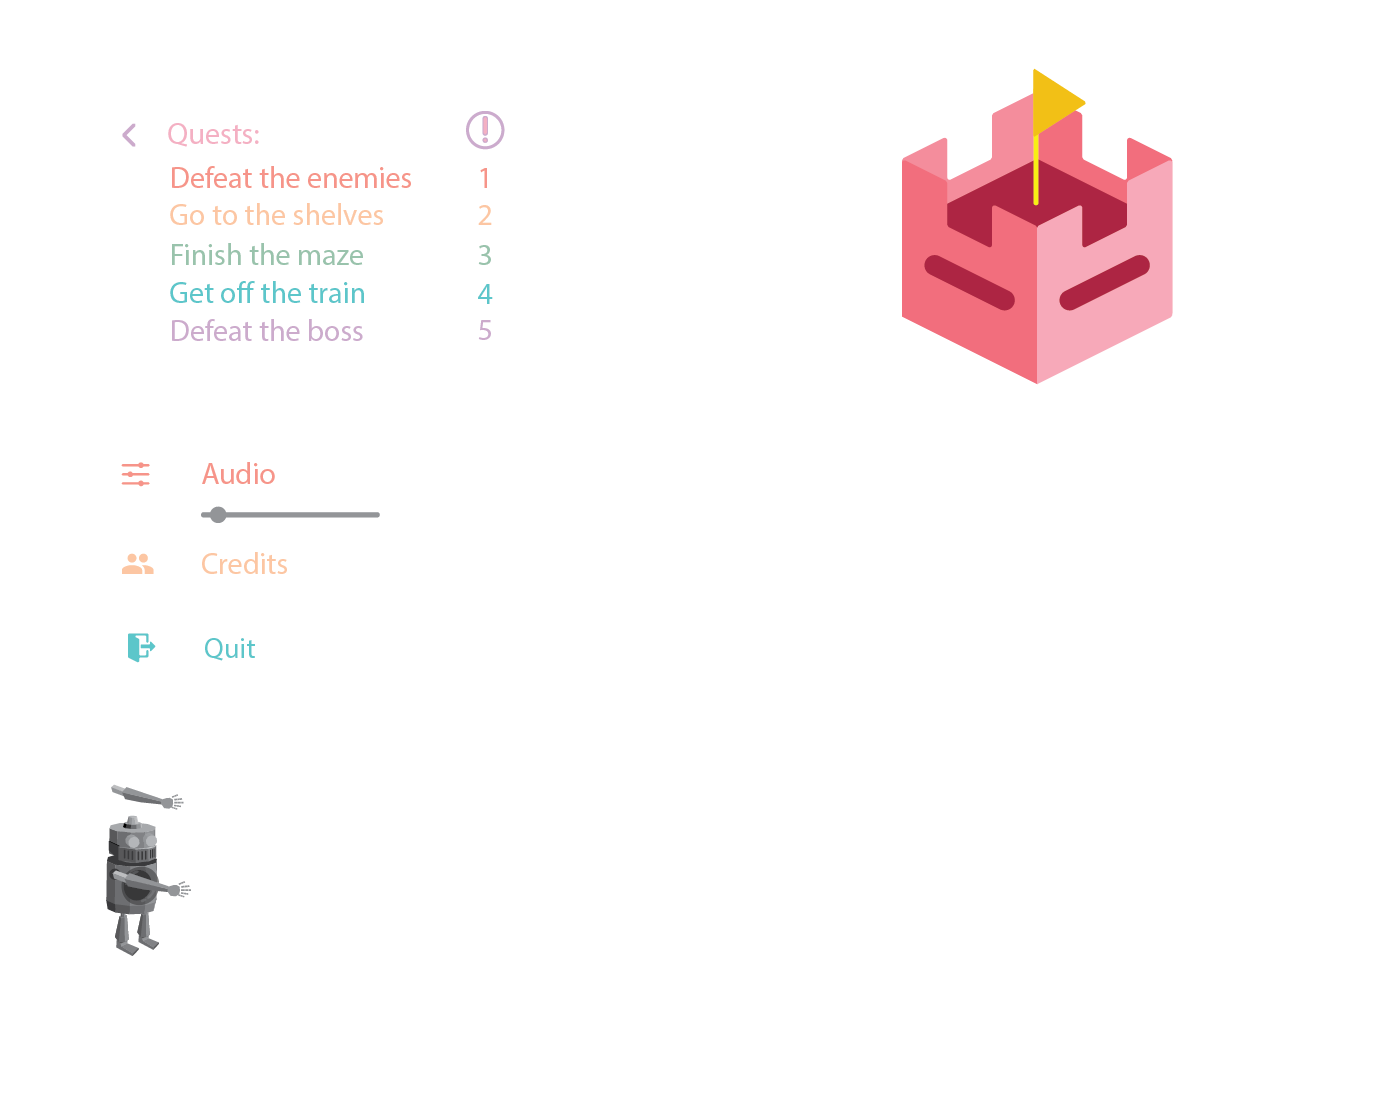 Quests:
Defeat the enemies 1
Go to the shelves 2
Finish the maze 3
Get off the train 4
Defeat the boss 5
Audio
Credits
Quit